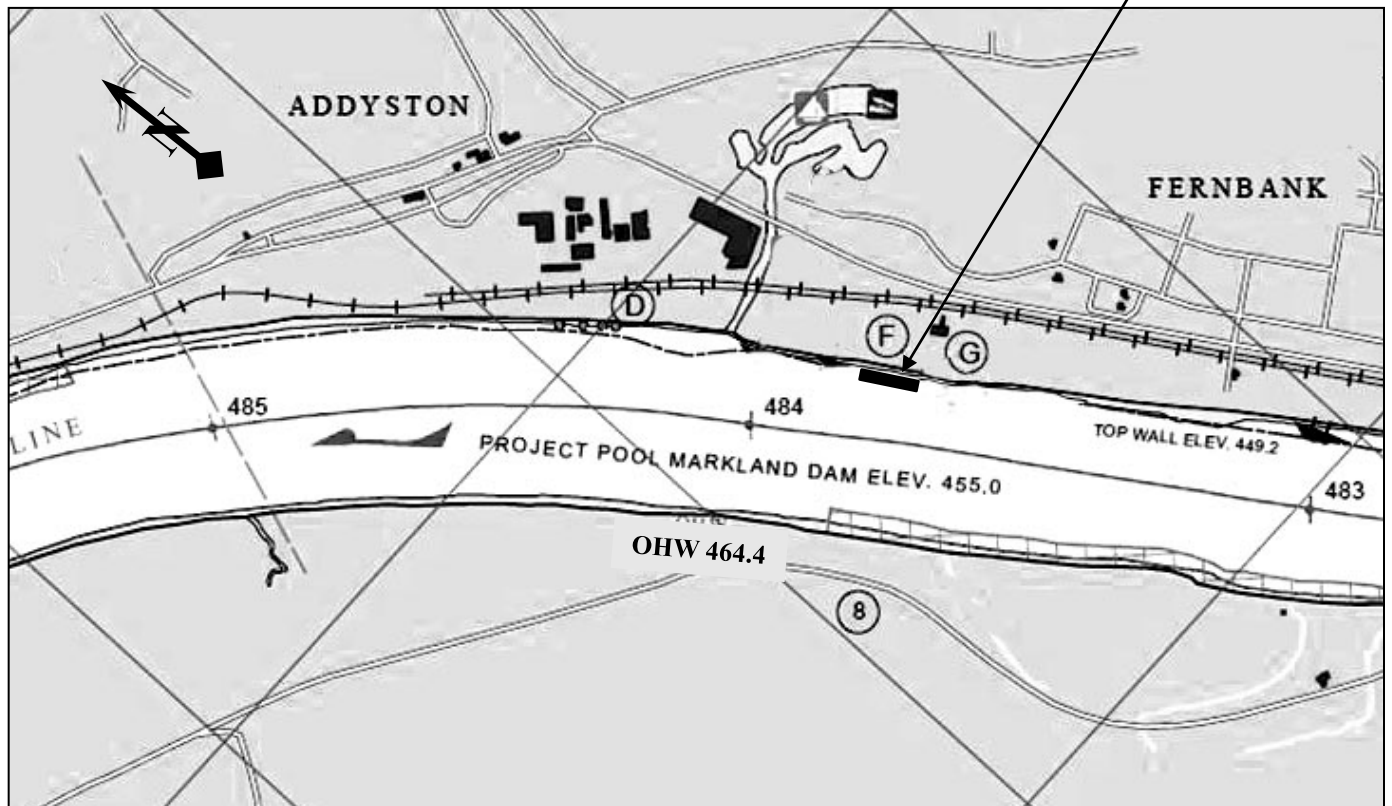 ADDYSTON
N
FERNBANK
D
F
G
485
484
LINE
PROJECT POOL MARKLAND DAM ELEV. 455.0
TOP WALL ELEV. 449.2
483
OHW 464.4
8